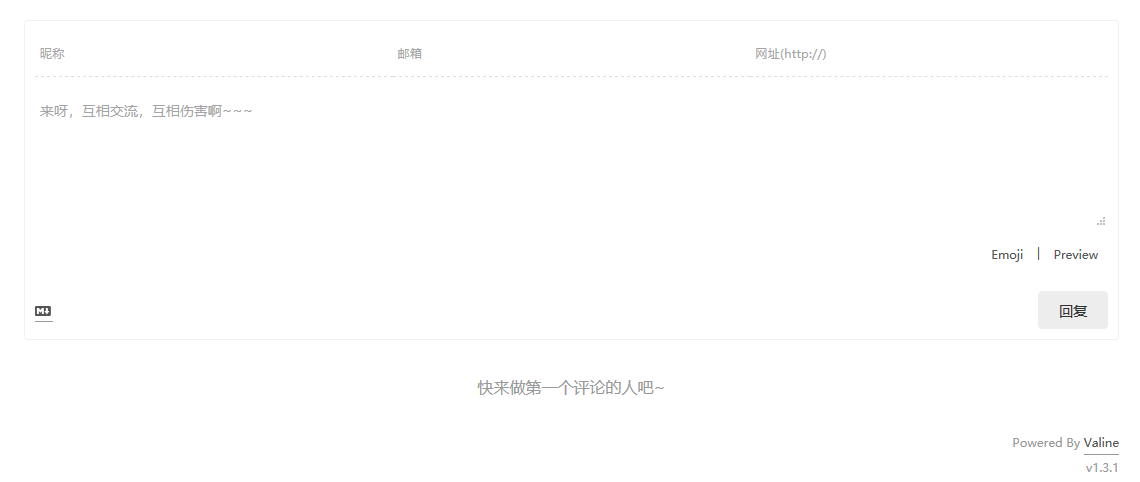 昵称 邮箱 网址(http://)
来呀，互相交流，互相伤害啊~~~
Emoji | Preview
M↓ 回复
快来做第一个评论的人吧~
Powered By Valine
v1.3.1